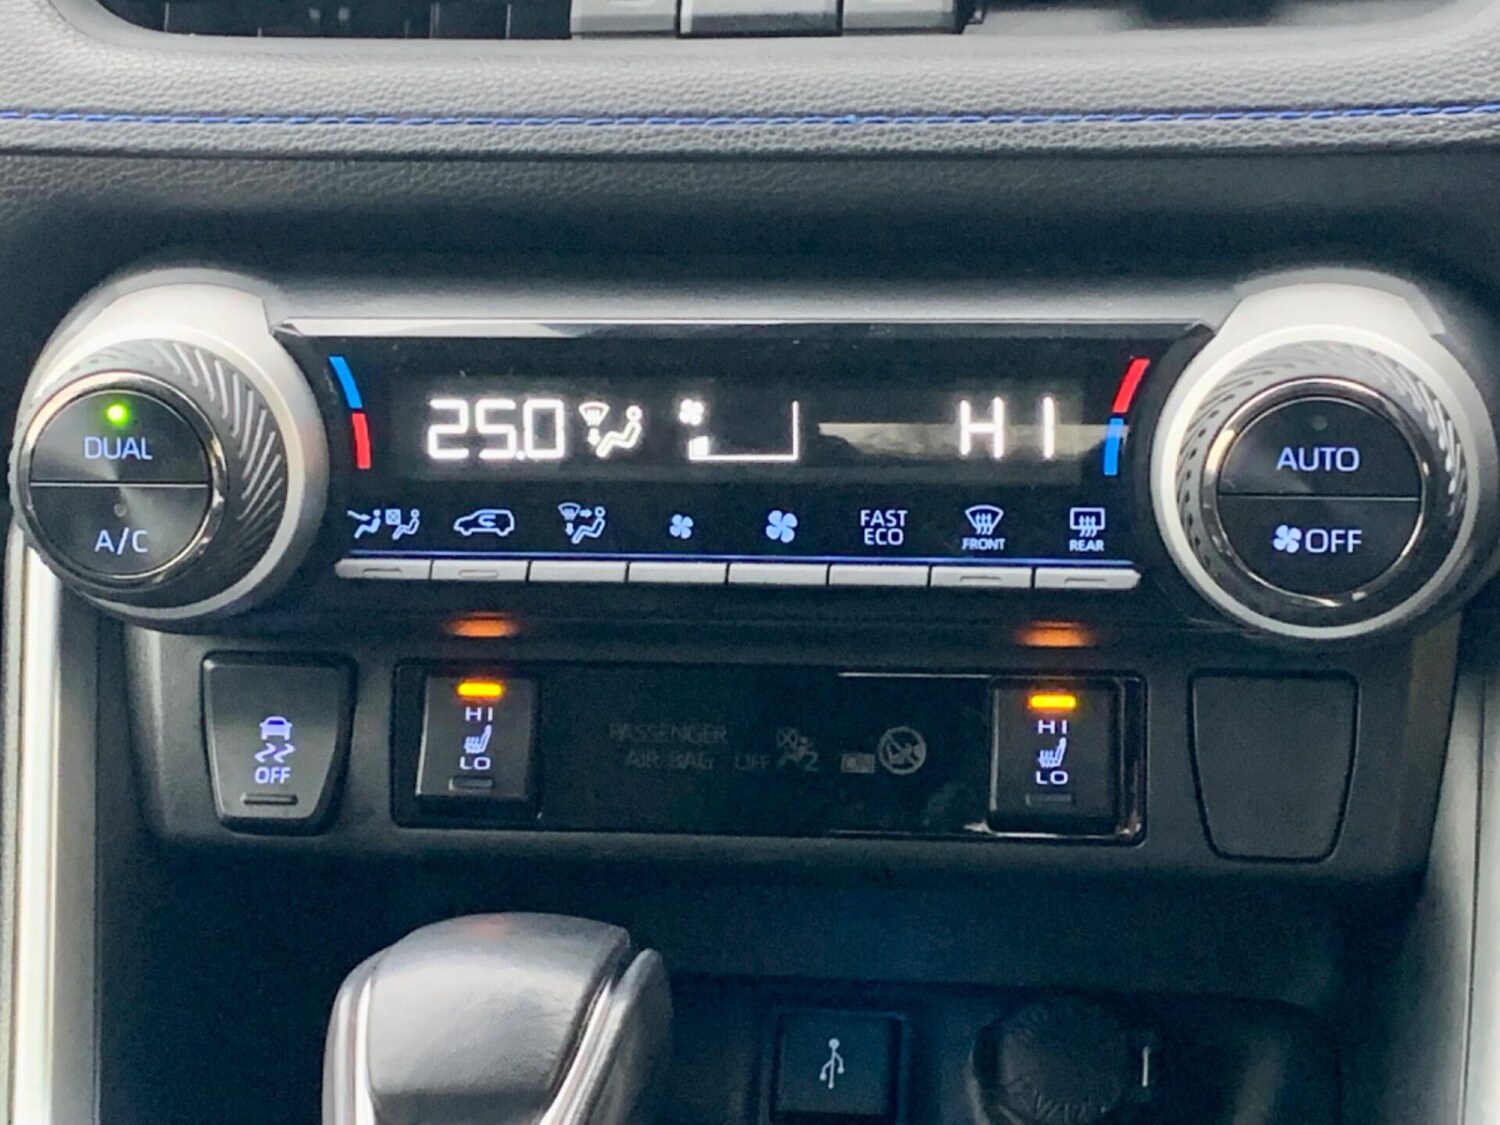 25.0
HI
DUAL
A/C
AUTO
OFF
FAST
ECO
FRONT
REAR
OFF
HI
LO
PASSENGER
AIR BAG OFF 2 ON
HI
LO